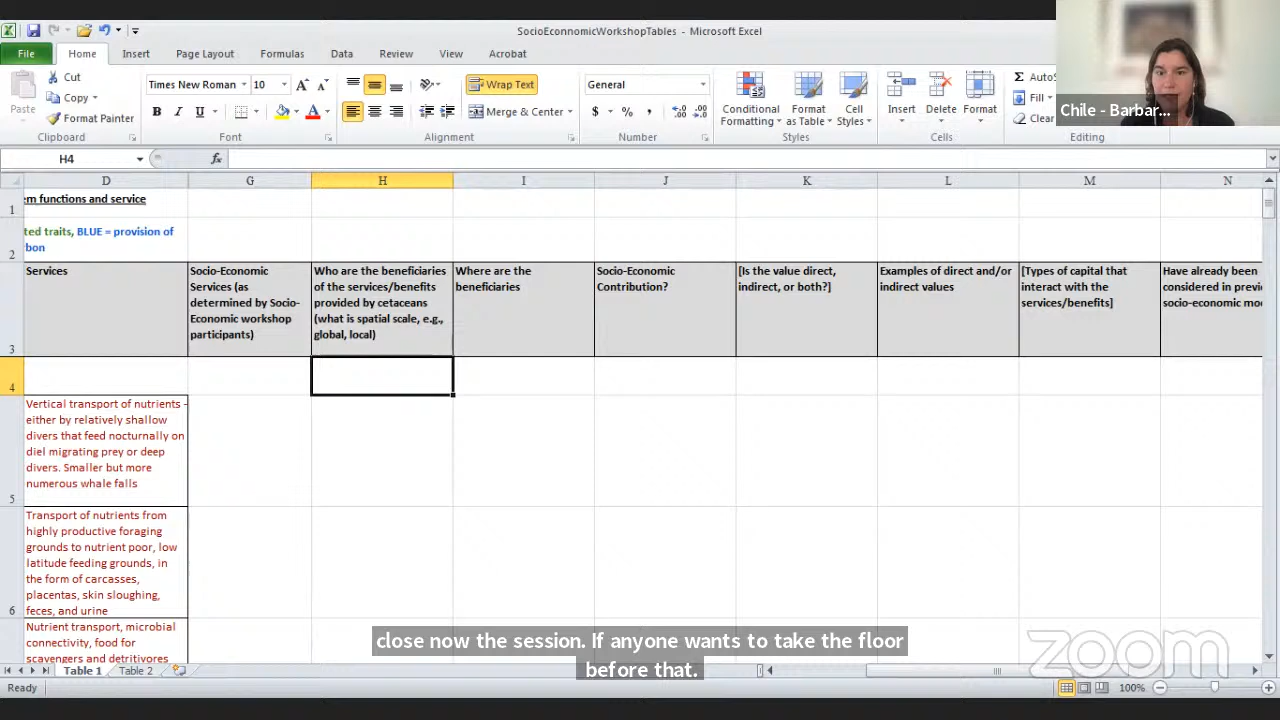 SocioEconnomicWorkshopTables - Microsoft Excel
File Home Insert Page Layout Formulas Data Review View Acrobat
Paste
Cut
Copy
Format Painter
Clipboard
Times New Roman 10
B I U
Font
Wrap Text
Merge & Center
Alignment
General
$ % ,
Number
Conditional Formatting
Format as Table
Cell Styles
Styles
Insert Delete Format
Cells
Fill
Editing
Chile - Barbar...
H4
fx
D G H I J K L M N
1
em functions and service
2
ted traits, BLUE = provision of
3
Services
Socio-Economic
Services (as
determined by Socio-
Economic workshop
participants)
Who are the beneficiaries
of the services/benefits
provided by cetaceans
(what is spatial scale, e.g.,
global, local)
Where are the
beneficiaries
Socio-Economic
Contribution?
[Is the value direct,
indirect, or both?]
Examples of direct and/or
indirect values
[Types of capital that
interact with the
services/benefits]
Have already been
considered in
socio-economic
4
5
Vertical transport of nutrients -
either by relatively shallow
divers that feed nocturnally on
diel migrating prey or deep
divers. Smaller but more
numerous whale falls
6
Transport of nutrients from
highly productive foraging
grounds to nutrient poor, low
latitude feeding grounds, in
the form of carcasses,
placentas, skin sloughing,
feces, and urine
Nutrient transport, microbial
connectivity, food for
scavengers and detritivores
close now the session. If anyone wants to take the floor
before that.
zoom
Table 1 Table 2
Ready
100%